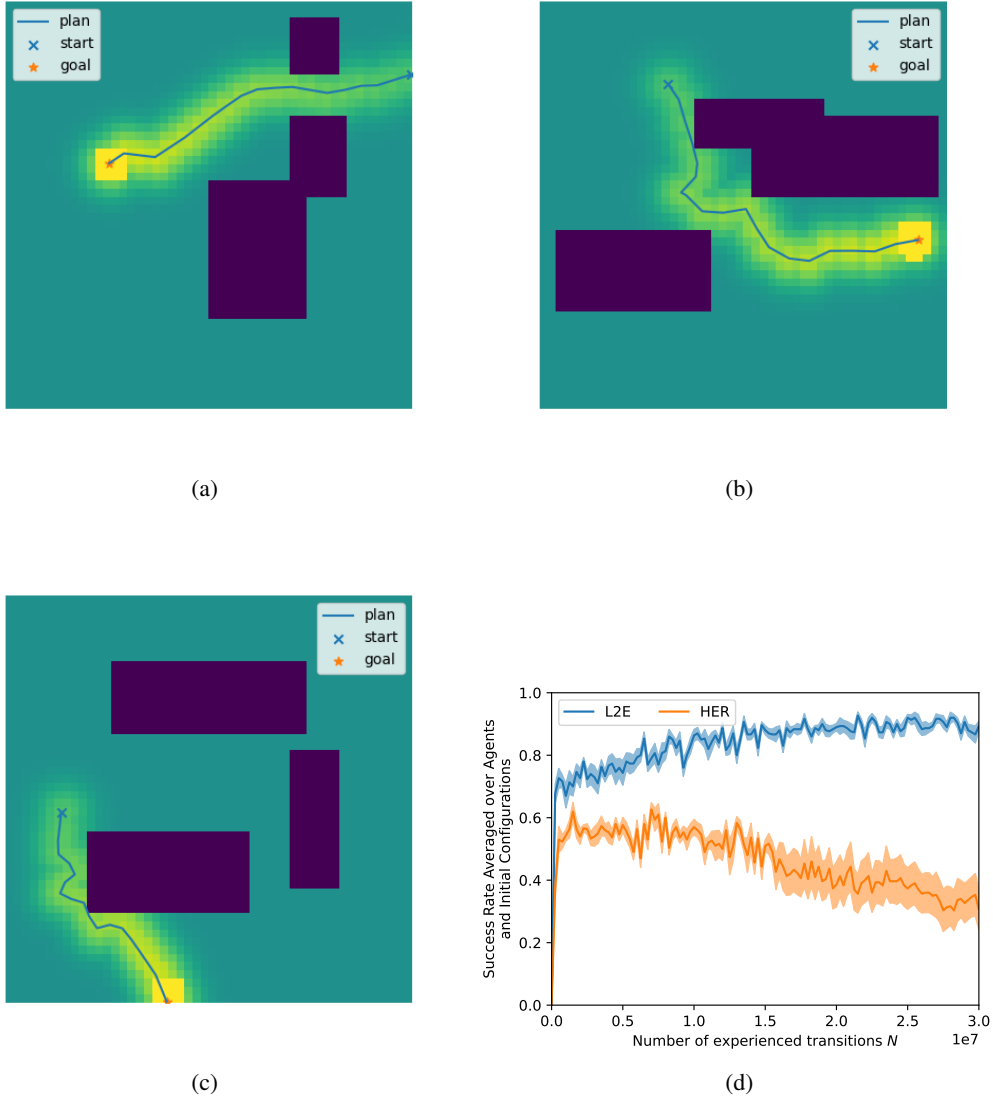 plan
start
goal
(a)
plan
start
goal
(b)
plan
start
goal
(c)
L2E HER
1.0
0.8
0.6
0.4
0.2
0.0
Success Rate Averaged over Agents
and Initial Configurations
0.0 0.5 1.0 1.5 2.0 2.5 3.0
1e7
Number of experienced transitions N
(d)